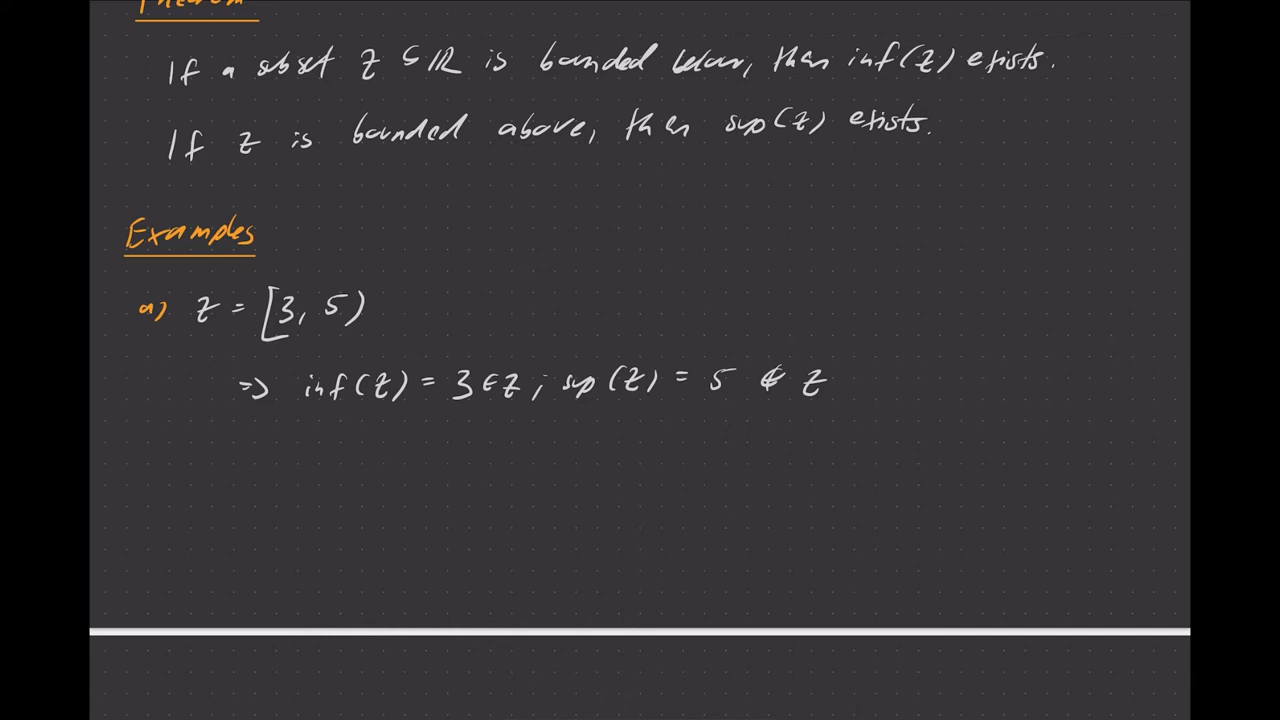 Theorem
If a subset Z ⊆ ℝ is bounded below, then inf(Z) exists.
If Z is bounded above, then sup(Z) exists.
Examples
a) Z = [3, 5)
=> inf(Z) = 3 ∈ Z ; sup(Z) = 5 ∉ Z